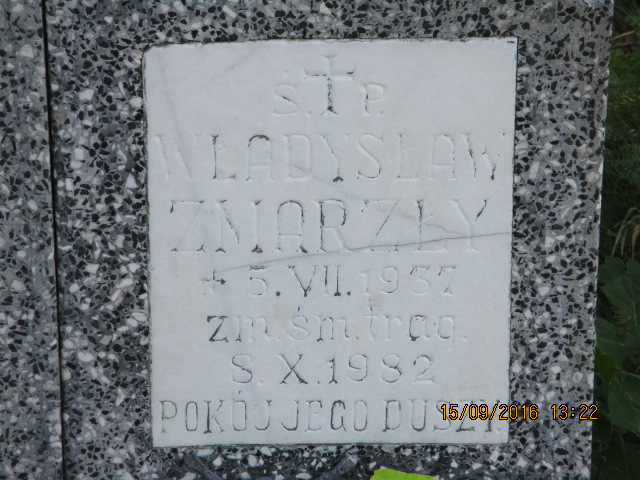 Ś.P.
WŁADYSŁAW
ZMARZŁY
* 5.VII.1937
zm.śm.trag.
8.X.1982
POKÓJ JEGO DUSZY
15/09/2016 13:22